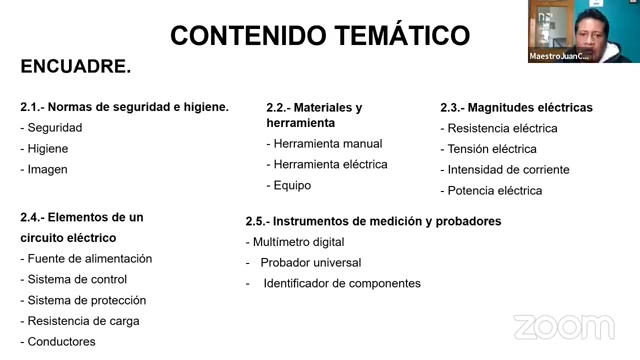 CONTENIDO TEMÁTICO
ENCUADRE.
2.1.- Normas de seguridad e higiene.
- Seguridad
- Higiene
- Imagen
2.2.- Materiales y
herramienta
- Herramienta manual
- Herramienta eléctrica
- Equipo
2.3.- Magnitudes eléctricas
- Resistencia eléctrica
- Tensión eléctrica
- Intensidad de corriente
- Potencia eléctrica
2.4.- Elementos de un
circuito eléctrico
- Fuente de alimentación
- Sistema de control
- Sistema de protección
- Resistencia de carga
- Conductores
2.5.- Instrumentos de medición y probadores
- Multímetro digital
- Probador universal
- Identificador de componentes
MaestroJuanC...
zoom